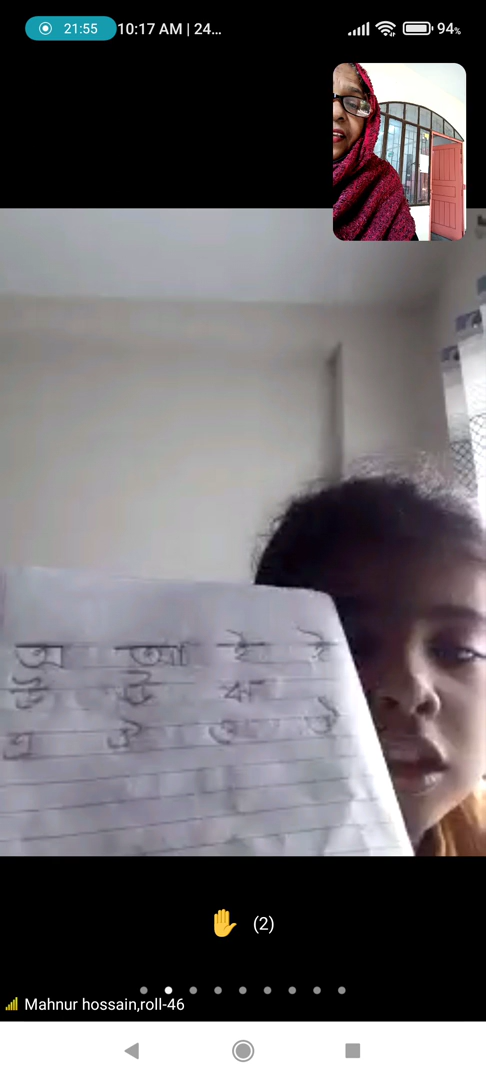 21:55 10:17 AM | 24... 94%
অ আ ই ঈ
উ ঊ ঋ
এ ঐ ও ঔ
(2)
Mahnur hossain,roll-46